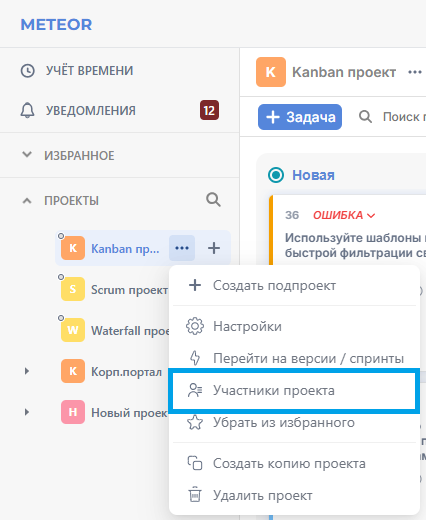 METEOR
K Kanban проект ...
УЧЁТ ВРЕМЕНИ
УВЕДОМЛЕНИЯ 12
+ Задача Поиск
ИЗБРАННОЕ
Новая
ПРОЕКТЫ
36 ОШИБКА
Используйте шаблоны
быстрой фильтрации
K Kanban пр... ... +
S Scrum проект
W Waterfall
К Корп.портал
Н Новый
Создать подпроект
Настройки
Перейти на версии / спринты
Участники проекта
Убрать из избранного
Создать копию проекта
Удалить проект